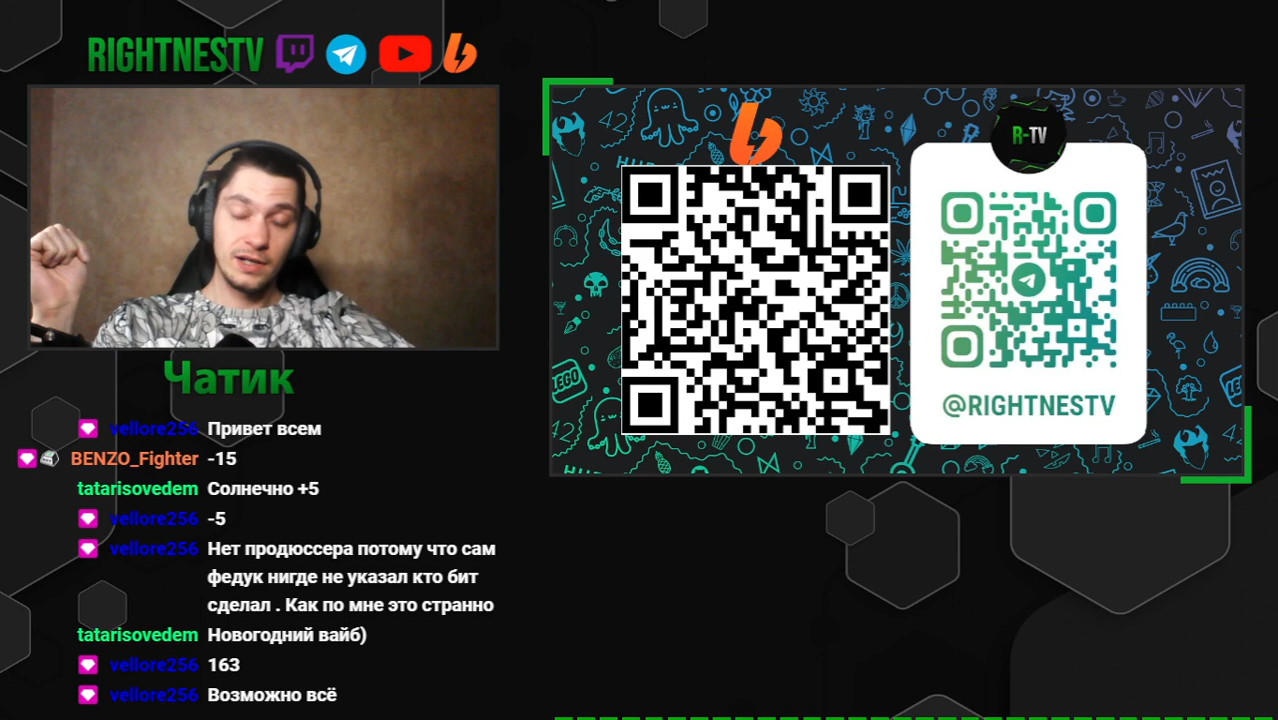 RIGHTNESTV
R-TV
@RIGHTNESTV
LEGO
Чатик
vellore256 Привет всем
BENZO_Fighter -15
tatarisovedem Солнечно +5
vellore256 -5
vellore256 Нет продюссера потому что сам
федук нигде не указал кто бит
сделал . Как по мне это странно
tatarisovedem Новогодний вайб)
vellore256 163
vellore256 Возможно всё